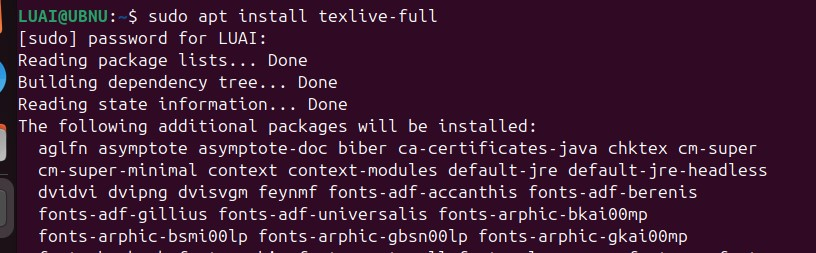 LUAI@UBNU:~$ sudo apt install texlive-full
[sudo] password for LUAI:
Reading package lists... Done
Building dependency tree... Done
Reading state information... Done
The following additional packages will be installed:
aglfn asymptote asymptote-doc biber ca-certificates-java chktex cm-super
cm-super-minimal context context-modules default-jre default-jre-headless
dvidvi dvipng dvisvgm feynmf fonts-adf-accanthis fonts-adf-berenis
fonts-adf-gillius fonts-adf-universalis fonts-arphic-bkai00mp
fonts-arphic-bsmi00lp fonts-arphic-gbsn00lp fonts-arphic-gkai00mp